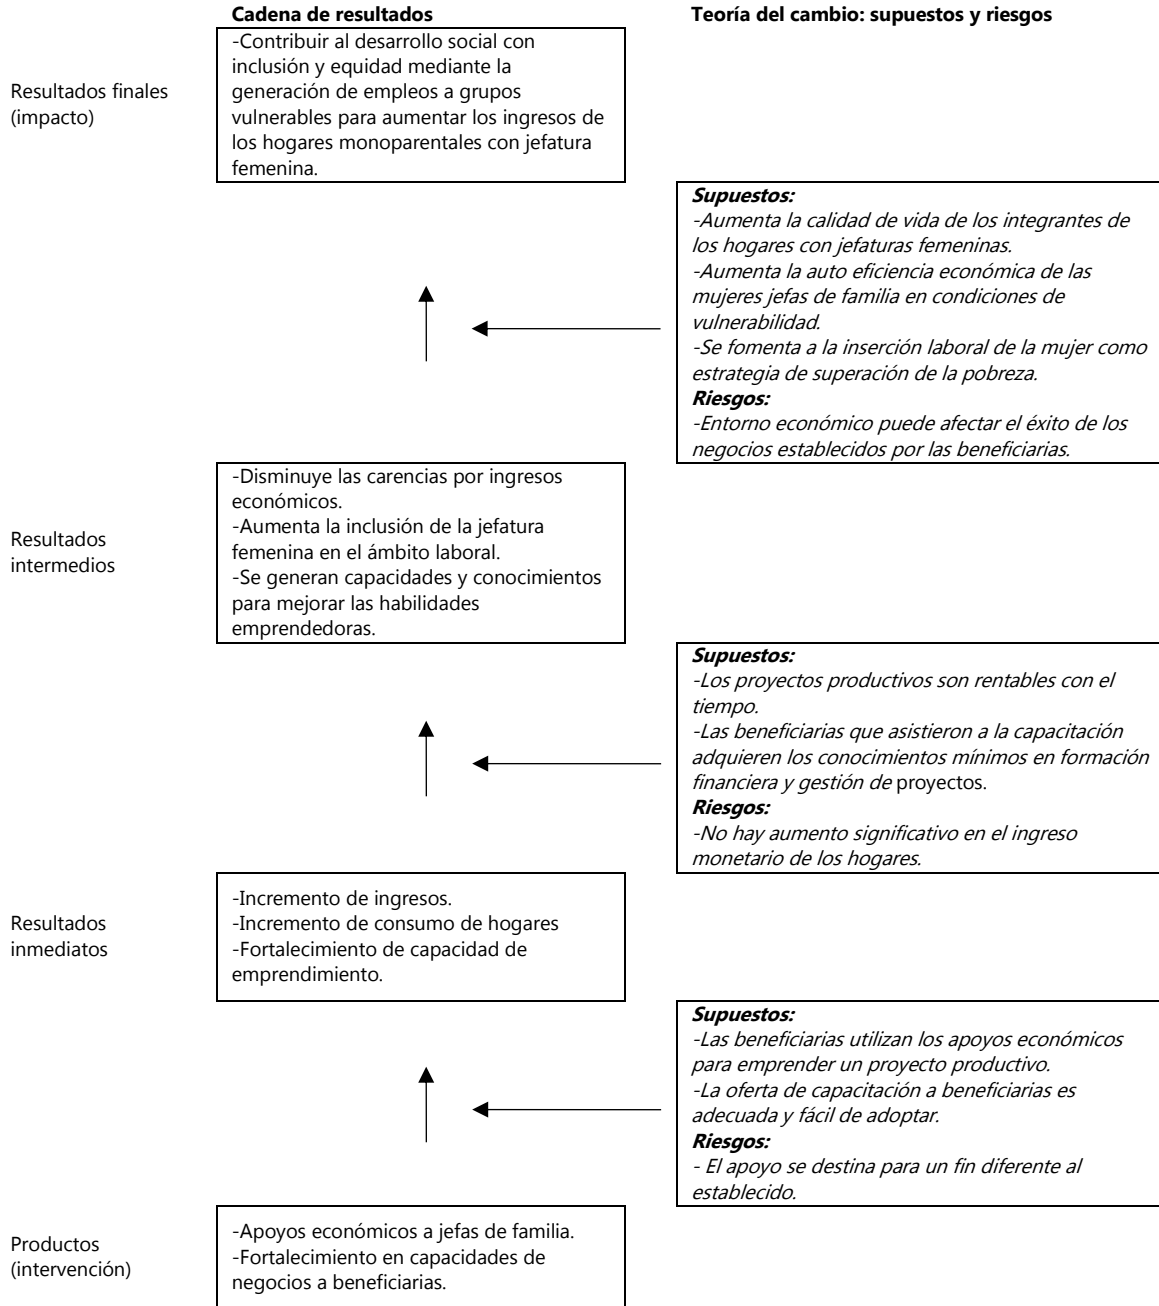 Cadena de resultados
Teoría del cambio: supuestos y riesgos
Resultados finales
(impacto)
-Contribuir al desarrollo social con
inclusión y equidad mediante la
generación de empleos a grupos
vulnerables para aumentar los ingresos de
los hogares monoparentales con jefatura
femenina.
Supuestos:
-Aumenta la calidad de vida de los integrantes de
los hogares con jefaturas femeninas.
-Aumenta la auto eficiencia económica de las
mujeres jefas de familia en condiciones de
vulnerabilidad.
-Se fomenta a la inserción laboral de la mujer como
estrategia de superación de la pobreza.
Riesgos:
-Entorno económico puede afectar el éxito de los
negocios establecidos por las beneficiarias.
Resultados
intermedios
-Disminuye las carencias por ingresos
económicos.
-Aumenta la inclusión de la jefatura
femenina en el ámbito laboral.
-Se generan capacidades y conocimientos
para mejorar las habilidades
emprendedoras.
Supuestos:
-Los proyectos productivos son rentables con el
tiempo.
-Las beneficiarias que asistieron a la capacitación
adquieren los conocimientos mínimos en formación
financiera y gestión de proyectos.
Riesgos:
-No hay aumento significativo en el ingreso
monetario de los hogares.
Resultados
inmediatos
-Incremento de ingresos.
-Incremento de consumo de hogares
-Fortalecimiento de capacidad de
emprendimiento.
Supuestos:
-Las beneficiarias utilizan los apoyos económicos
para emprender un proyecto productivo.
-La oferta de capacitación a beneficiarias es
adecuada y fácil de adoptar.
Riesgos:
- El apoyo se destina para un fin diferente al
establecido.
Productos
(intervención)
-Apoyos económicos a jefas de familia.
-Fortalecimiento en capacidades de
negocios a beneficiarias.